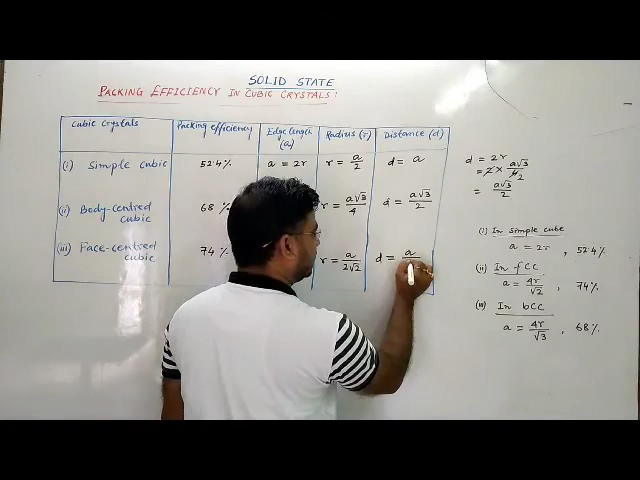 SOLID STATE
PACKING EFFICIENCY IN CUBIC CRYSTALS:
Cubic Crystals Packing efficiency Edge length (a) Radius (r) Distance (d)
(i) Simple cubic 52.4% a = 2r r = a/2 d = a
(ii) Body-centred cubic 68% r = a√3/4 d = a√3/2
(iii) Face-centred cubic 74% r = a/2√2 d = a
d = 2r
= 2 × a√3/4 2
= a√3/2
(i) In simple cube
a = 2r , 52.4%
(ii) In fCC
a = 4r/√2 , 74%
(iii) In bCC
a = 4r/√3 , 68%